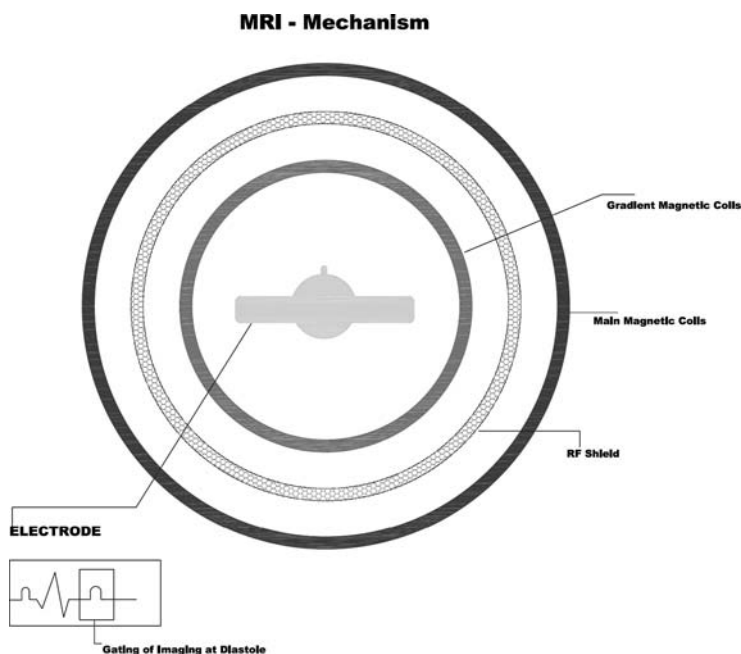 MRI - Mechanism
Gradient Magnetic Coils
Main Magnetic Coils
RF Shield
ELECTRODE
Gating of Imaging at Diastole